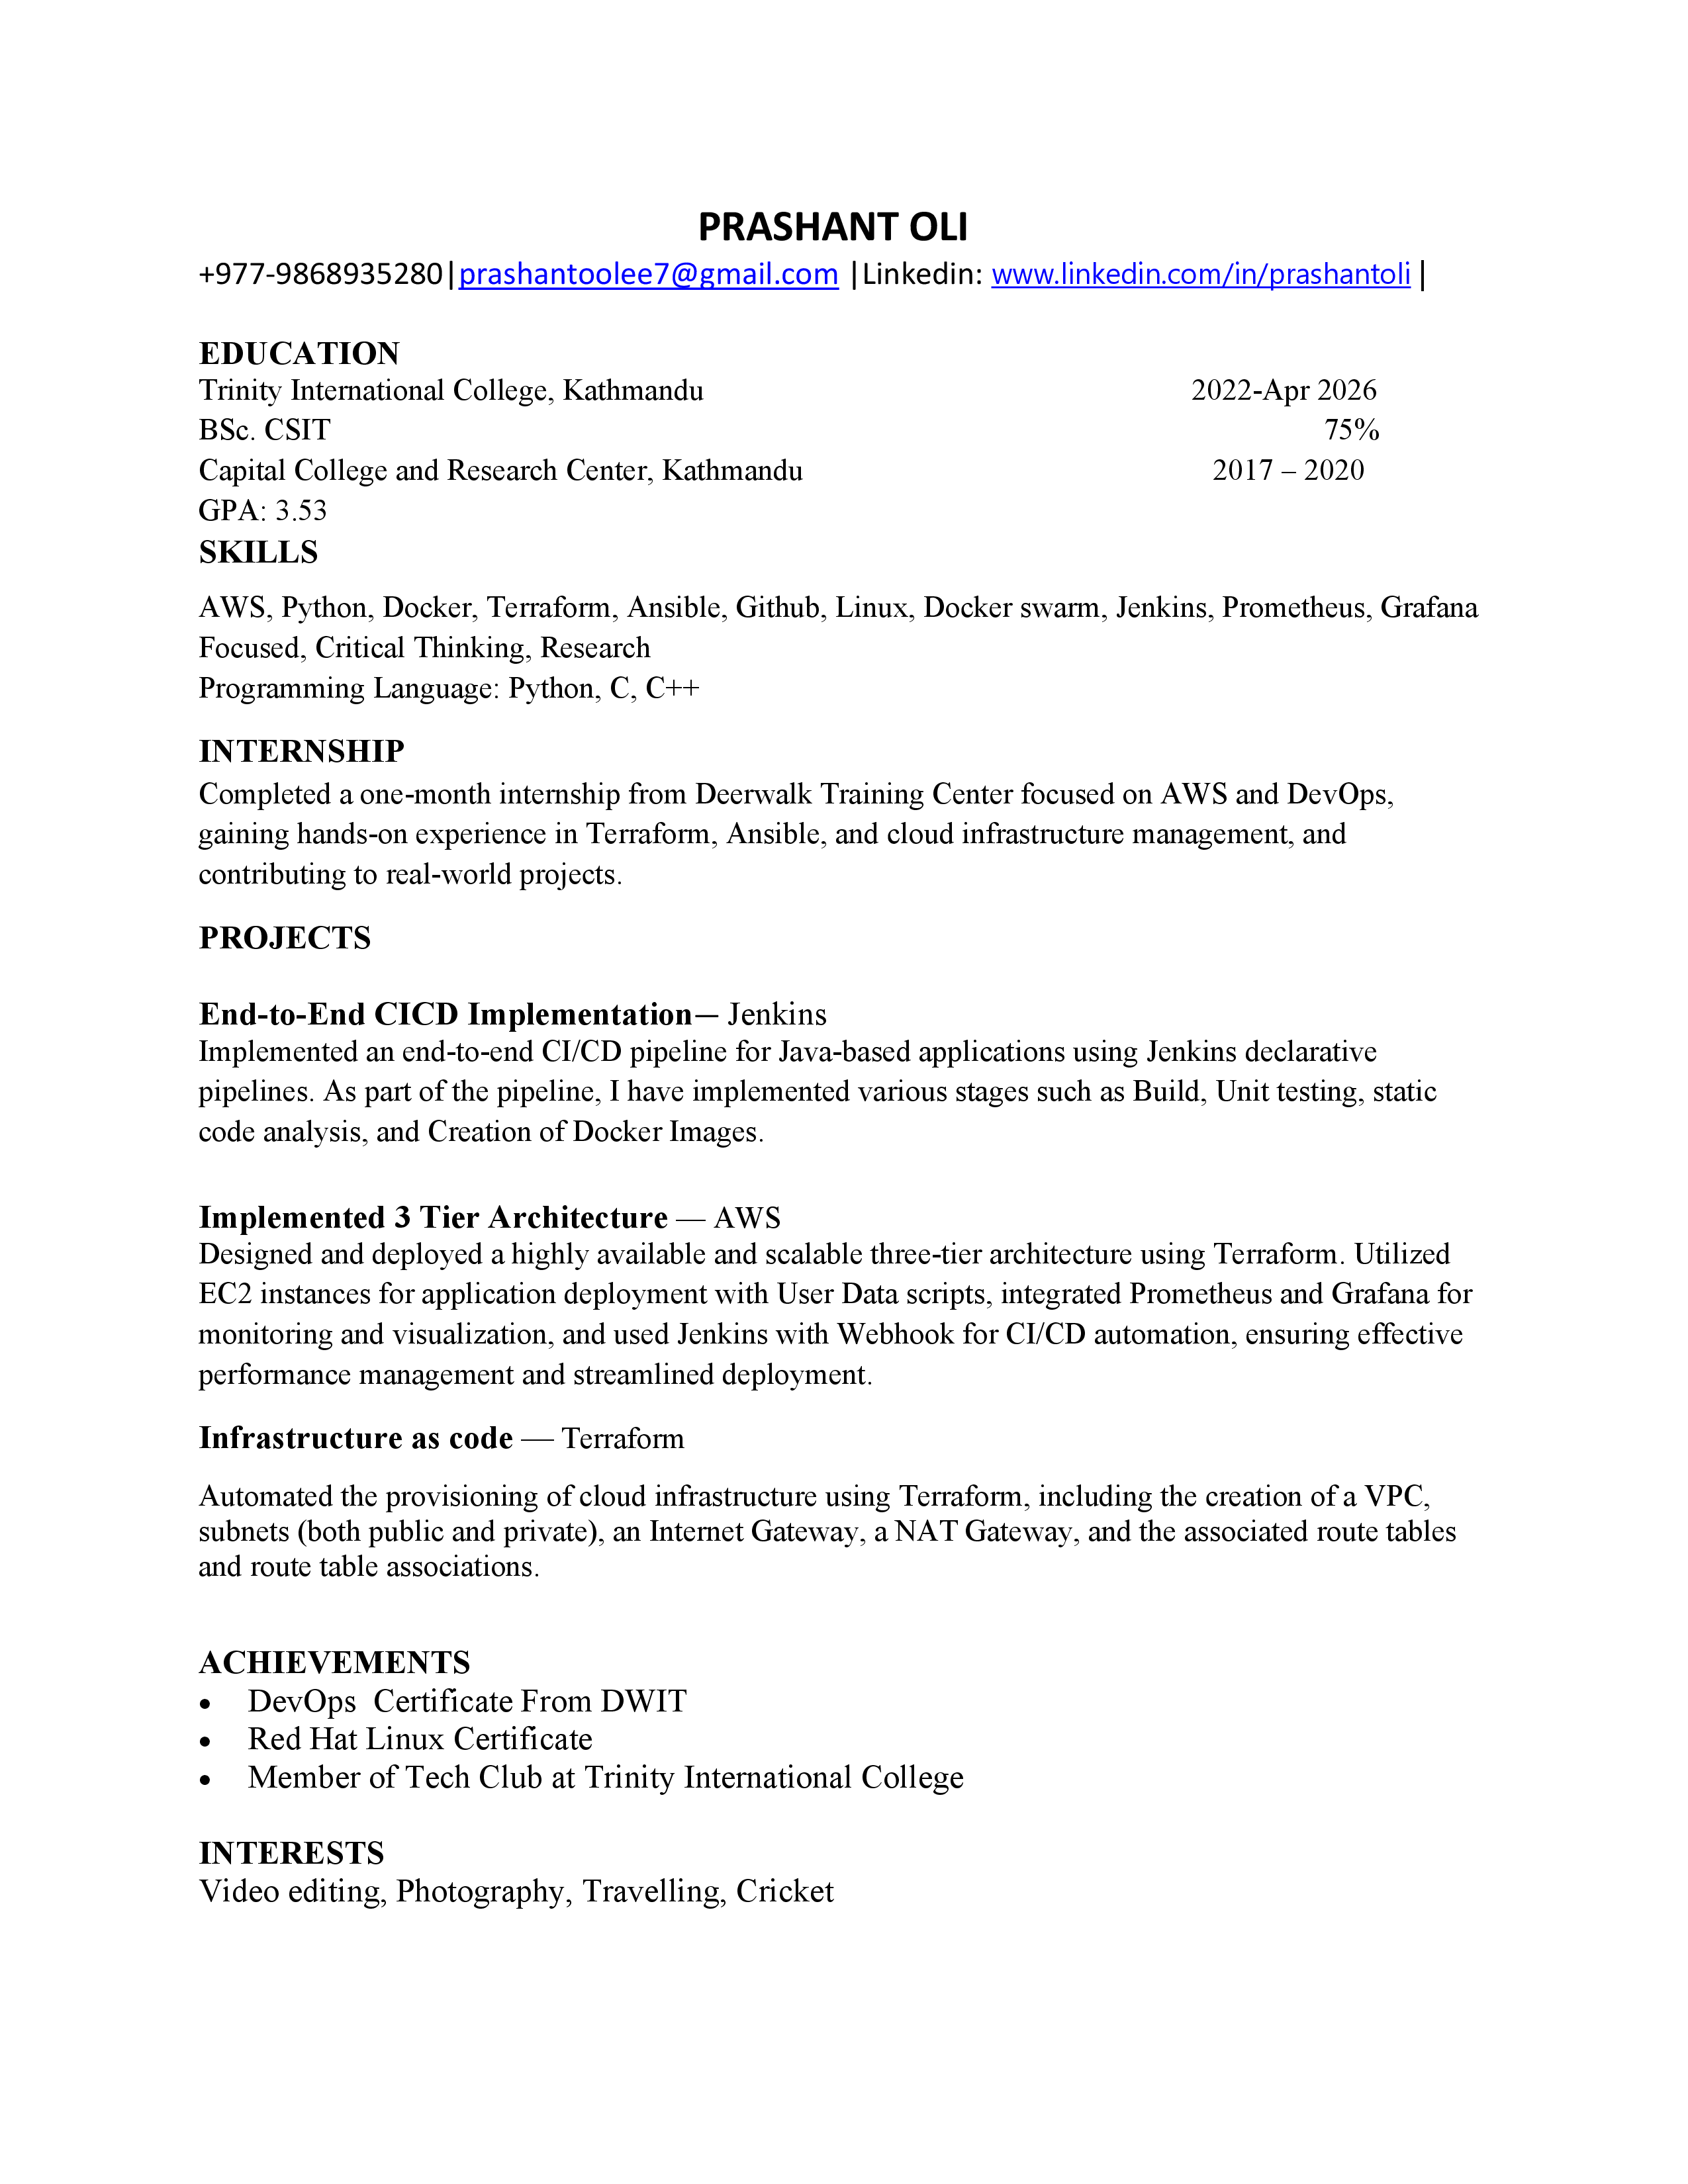 PRASHANT OLI
+977-9868935280|prashantoolee7@gmail.com |Linkedin: www.linkedin.com/in/prashantoli |
EDUCATION
Trinity International College, Kathmandu 2022-Apr 2026
BSc. CSIT 75%
Capital College and Research Center, Kathmandu 2017 – 2020
GPA: 3.53
SKILLS
AWS, Python, Docker, Terraform, Ansible, Github, Linux, Docker swarm, Jenkins, Prometheus, Grafana
Focused, Critical Thinking, Research
Programming Language: Python, C, C++
INTERNSHIP
Completed a one-month internship from Deerwalk Training Center focused on AWS and DevOps,
gaining hands-on experience in Terraform, Ansible, and cloud infrastructure management, and
contributing to real-world projects.
PROJECTS
End-to-End CICD Implementation— Jenkins
Implemented an end-to-end CI/CD pipeline for Java-based applications using Jenkins declarative
pipelines. As part of the pipeline, I have implemented various stages such as Build, Unit testing, static
code analysis, and Creation of Docker Images.
Implemented 3 Tier Architecture — AWS
Designed and deployed a highly available and scalable three-tier architecture using Terraform. Utilized
EC2 instances for application deployment with User Data scripts, integrated Prometheus and Grafana for
monitoring and visualization, and used Jenkins with Webhook for CI/CD automation, ensuring effective
performance management and streamlined deployment.
Infrastructure as code — Terraform
Automated the provisioning of cloud infrastructure using Terraform, including the creation of a VPC,
subnets (both public and private), an Internet Gateway, a NAT Gateway, and the associated route tables
and route table associations.
ACHIEVEMENTS
• DevOps  Certificate From DWIT
• Red Hat Linux Certificate
• Member of Tech Club at Trinity International College
INTERESTS
Video editing, Photography, Travelling, Cricket